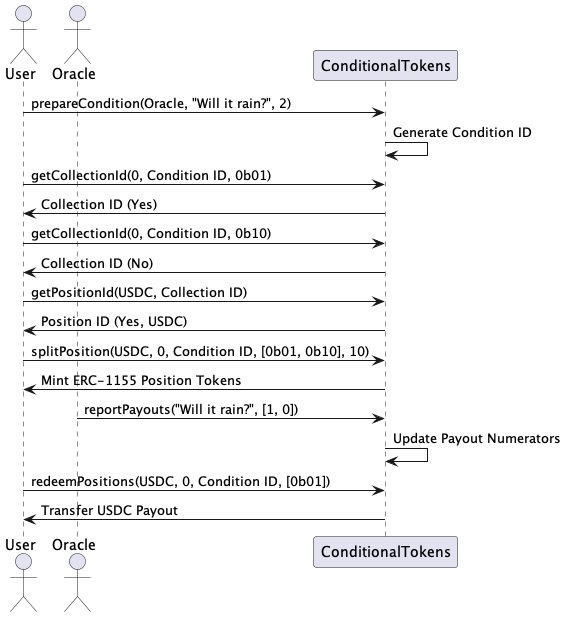 User
Oracle
ConditionalTokens
prepareCondition(Oracle, "Will it rain?", 2)
Generate Condition ID
getCollectionId(0, Condition ID, 0b01)
Collection ID (Yes)
getCollectionId(0, Condition ID, 0b10)
Collection ID (No)
getPositionId(USDC, Collection ID)
Position ID (Yes, USDC)
splitPosition(USDC, 0, Condition ID, [0b01, 0b10], 10)
Mint ERC-1155 Position Tokens
reportPayouts("Will it rain?", [1, 0])
Update Payout Numerators
redeemPositions(USDC, 0, Condition ID, [0b01])
Transfer USDC Payout
User
Oracle
ConditionalTokens